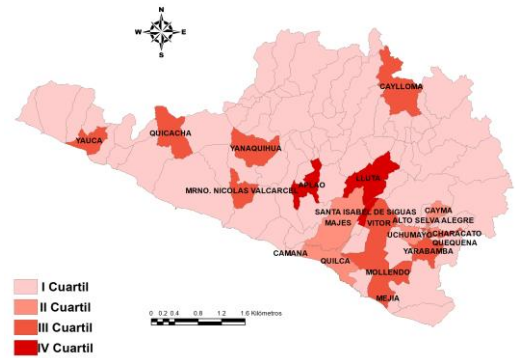 N
W E
S
CAYLLOMA
YAUCA
QUICACHA
YANAQUIHUA
LLUTA
APLAO
MRNO. NICOLAS VALCARCEL
SANTA ISABEL DE SIGUAS
CAYMA
MAJES
VITOR
ALTO SELVA ALEGRE
UCHUMAYO
CHARACATO
QUEQUENA
CAMANA
YARABAMBA
QUILCA
MOLLENDO
MEJIA
I Cuartil
II Cuartil
III Cuartil
IV Cuartil
0 0.2 0.4 0.8 1.2 1.6 Kilómetros